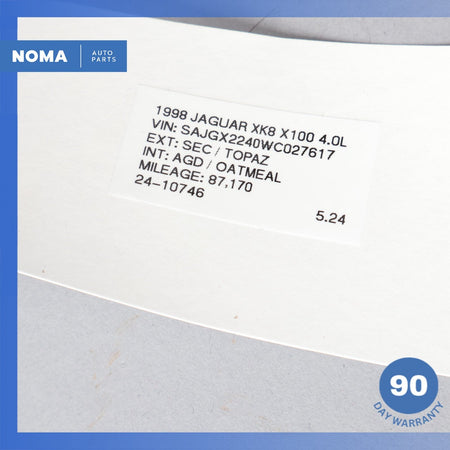 NOMA
AUTO
PARTS
1998 JAGUAR XK8 X100 4.0L
VIN: SAJGX2240WC027617
EXT: SEC / TOPAZ
INT: AGD / OATMEAL
MILEAGE: 87,170
24-10746
5.24
90
DAY WARRANTY